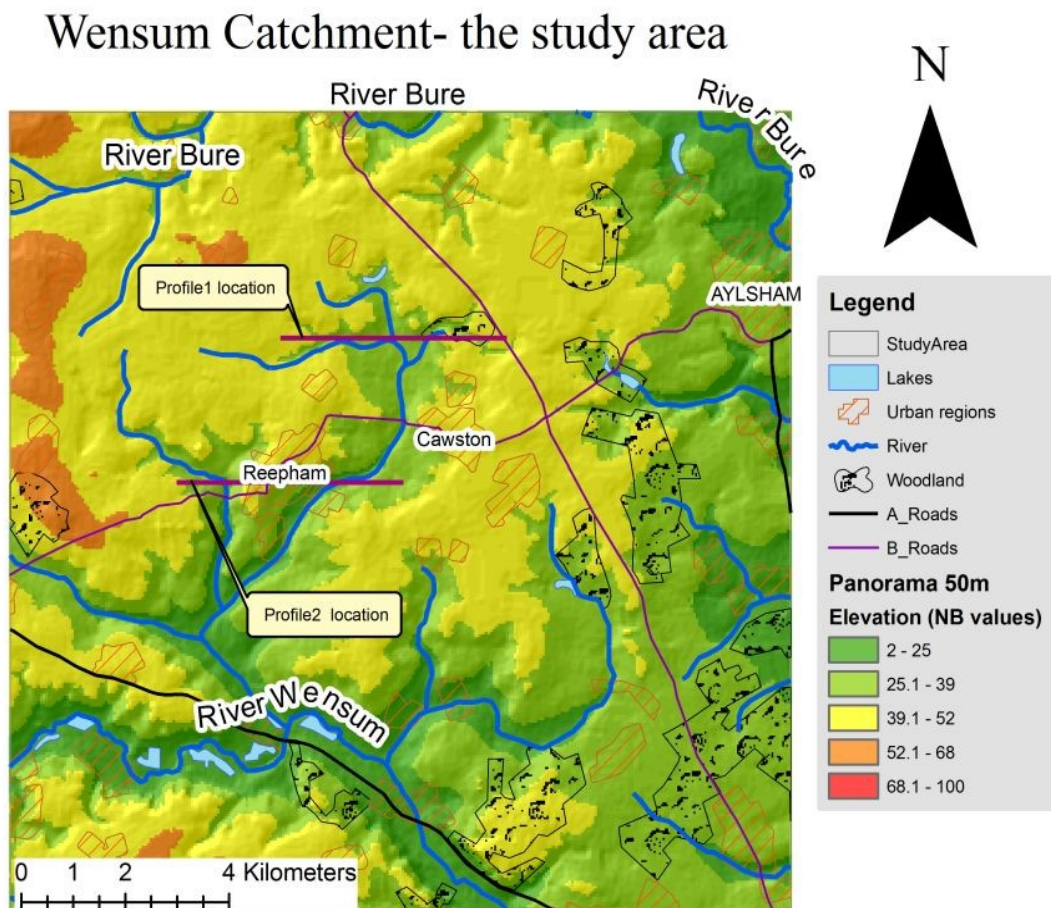 Wensum Catchment- the study area
N
River Bure
River Bure
River Bure
Profile1 location
AYLSHAM
Cawston
Reepham
Profile2 location
River Wensum
0 2 4 Kilometers
Legend
StudyArea
Lakes
Urban regions
River
Woodland
A_Roads
B_Roads
Panorama 50m
Elevation (NB values)
2 - 25
25.1 - 39
39.1 - 52
52.1 - 68
68.1 - 100